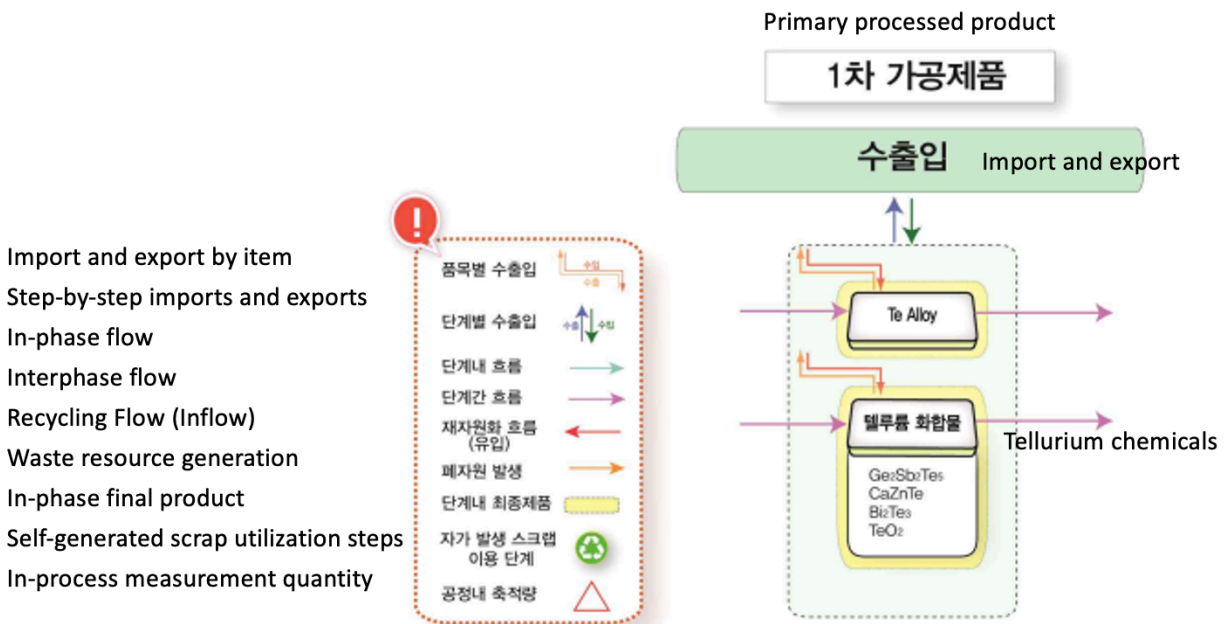 Primary processed product
1차 가공제품
수출입 Import and export
!
Import and export by item
Step-by-step imports and exports
In-phase flow
Interphase flow
Recycling Flow (Inflow)
Waste resource generation
In-phase final product
Self-generated scrap utilization steps
In-process measurement quantity
품목별 수출입
수입
수출
단계별 수출입
수출
수입
단계내 흐름
단계간 흐름
재자원화 흐름
(유입)
폐자원 발생
단계내 최종제품
자가 발생 스크랩
이용 단계
공정내 축적량
Te Alloy
텔루륨 화합물
Tellurium chemicals
Ge₂Sb₂Te₅
CaZnTe
Bi₂Te₃
TeO₂